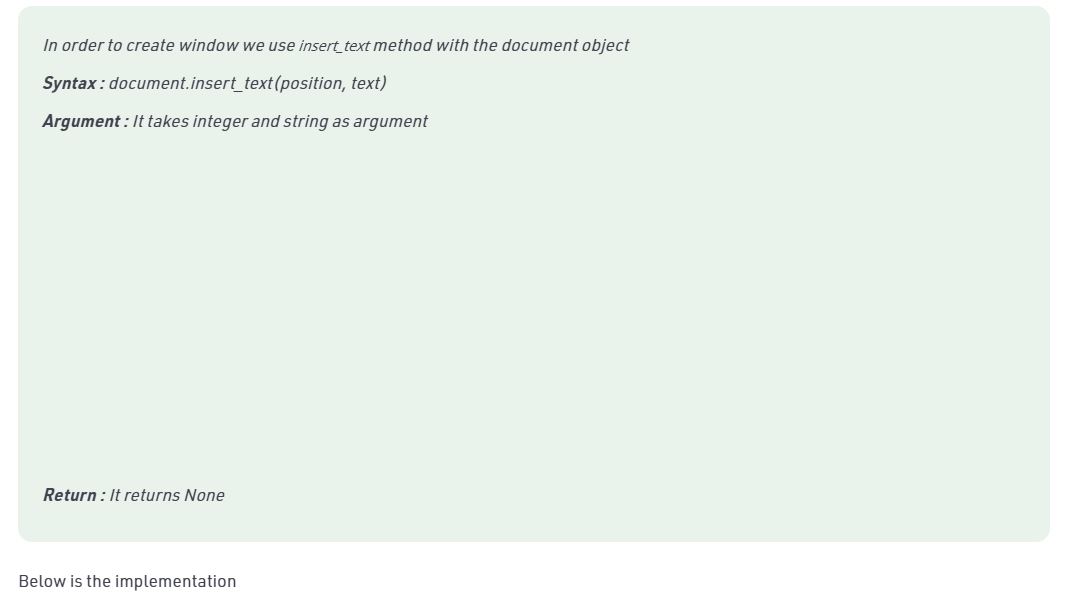 In order to create window we use insert_text method with the document object
Syntax : document.insert_text(position, text)
Argument : It takes integer and string as argument
Return : It returns None
Below is the implementation